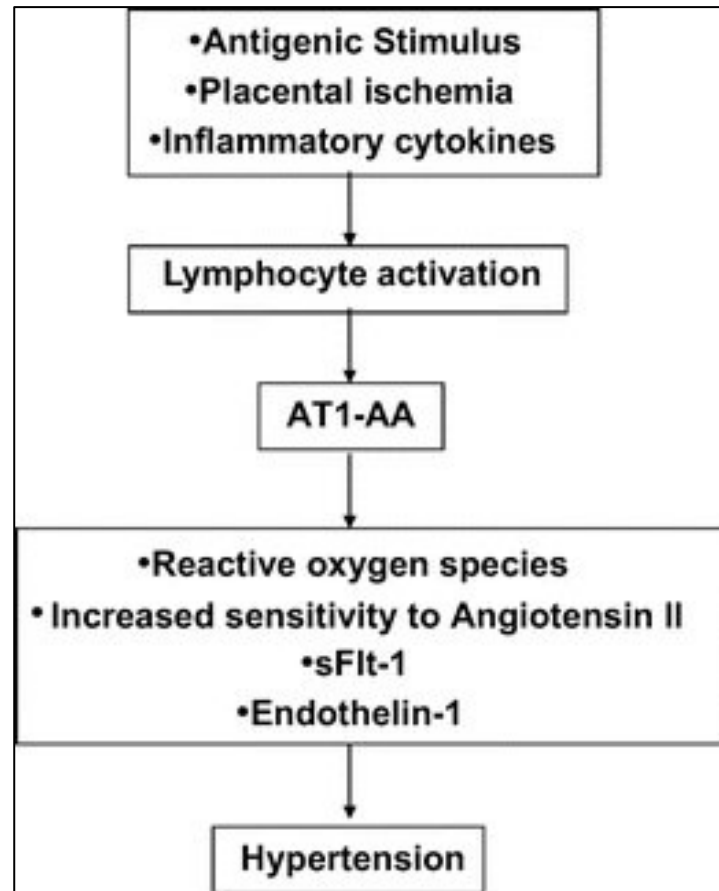 •Antigenic Stimulus
•Placental ischemia
•Inflammatory cytokines
Lymphocyte activation
AT1-AA
•Reactive oxygen species
•Increased sensitivity to Angiotensin II
•sFlt-1
•Endothelin-1
Hypertension